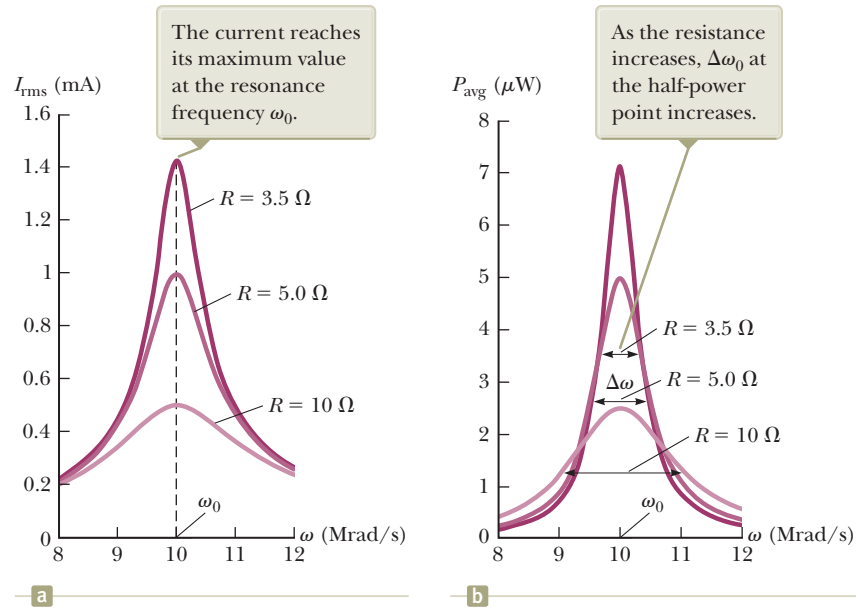 The current reaches
its maximum value
at the resonance
frequency ω0.
Irms (mA)
1.6
1.4
1.2
1
0.8
0.6
0.4
0.2
0
R = 3.5 Ω
R = 5.0 Ω
R = 10 Ω
ω0
ω (Mrad/s)
8 9 10 11 12
a
As the resistance
increases, Δω0 at
the half-power
point increases.
Pavg (μW)
8
7
6
5
4
3
2
1
0
R = 3.5 Ω
R = 5.0 Ω
Δω
R = 10 Ω
ω0
ω (Mrad/s)
8 9 10 11 12
b